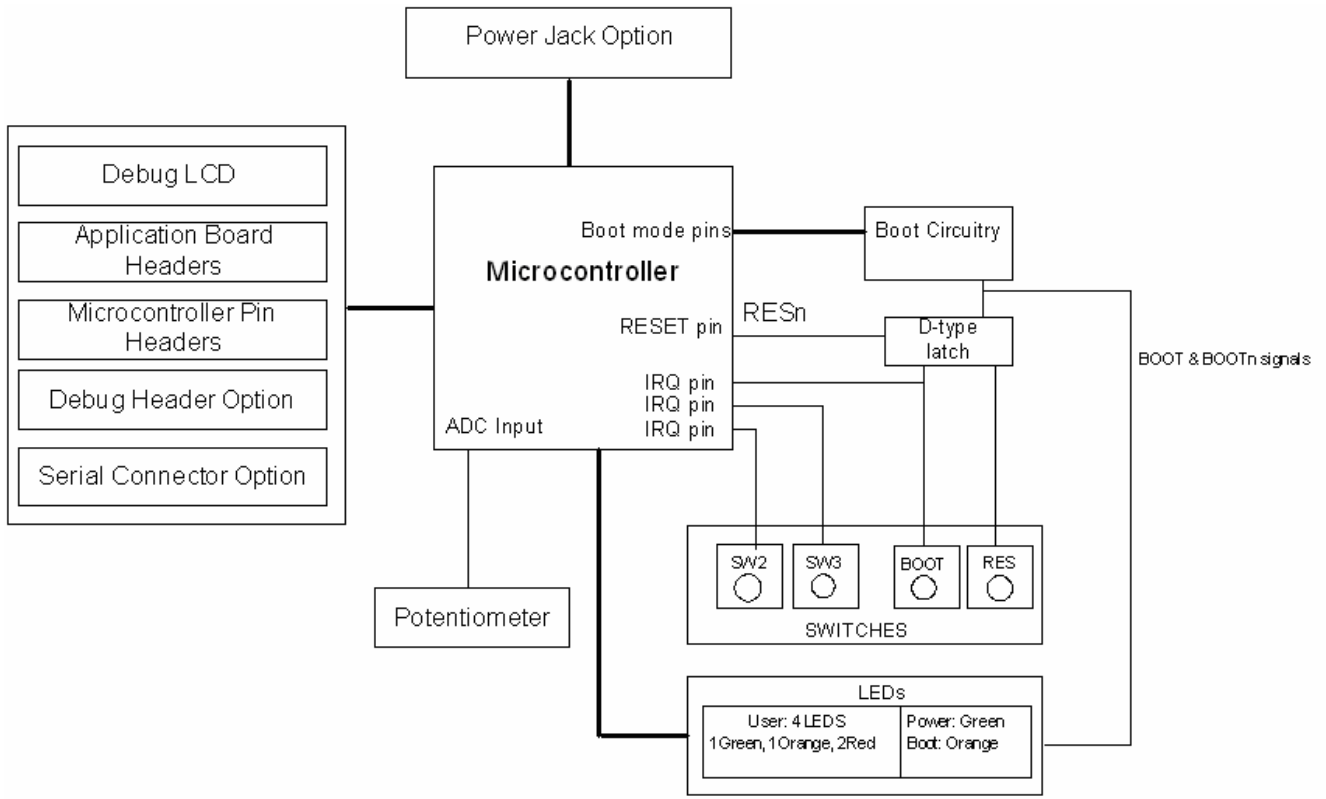 Power Jack Option
Debug LCD
Application Board
Headers
Microcontroller Pin
Headers
Debug Header Option
Serial Connector Option
Boot mode pins
Microcontroller
RESET pin
IRQ pin
IRQ pin
IRQ pin
ADC Input
RESn
Boot Circuitry
D-type
latch
BOOT & BOOTn signals
Potentiometer
SW2
SW3
BOOT
RES
SWITCHES
LEDs
User: 4 LEDS
1Green, 1Orange, 2Red
Power: Green
Boot: Orange